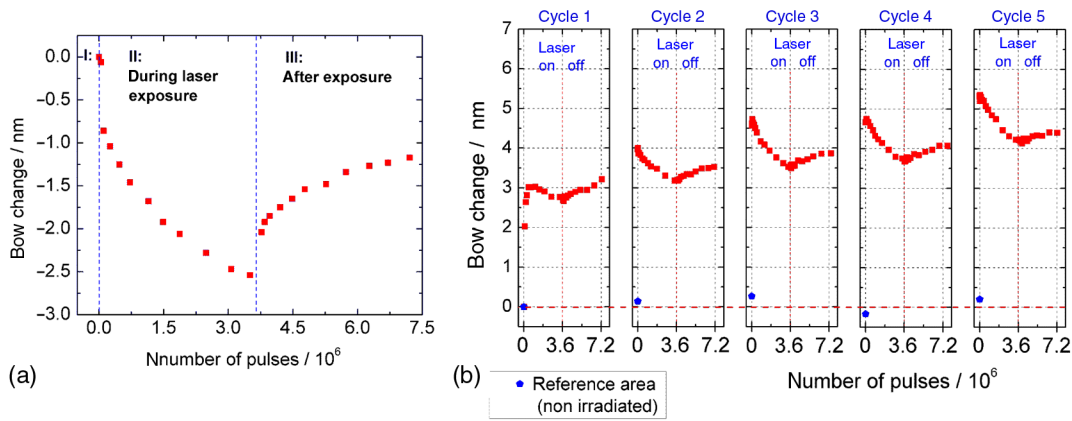 I:
II:
During laser
exposure
III:
After exposure
0.0
−0.5
−1.0
−1.5
−2.0
−2.5
−3.0
Bow change / nm
0.0 1.5 3.0 4.5 6.0 7.5
Nnumber of pulses / 10⁶
(a)
Cycle 1 Cycle 2 Cycle 3 Cycle 4 Cycle 5
Laser Laser Laser Laser Laser
on off on off on off on off on off
7
6
5
4
3
2
1
0
Bow change / nm
0 3.6 7.2 0 3.6 7.2 0 3.6 7.2 0 3.6 7.2 0 3.6 7.2
(b)
Number of pulses / 10⁶
Reference area
(non irradiated)